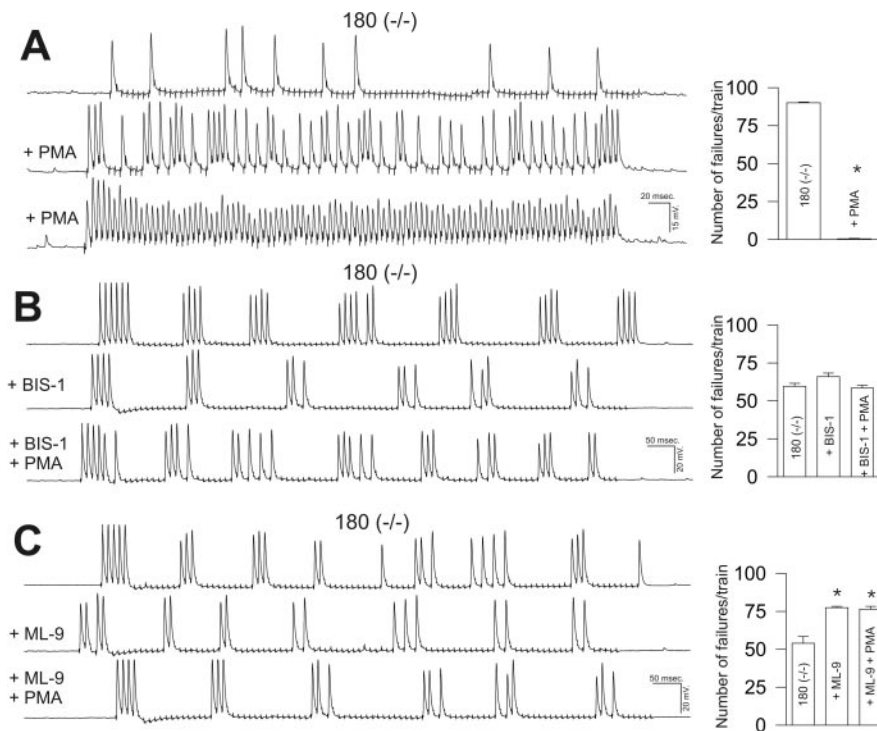 A
180 (-/-)
+ PMA
+ PMA
20 msec.
15 mV.
Number of failures/train
100
75
50
25
0
180 (-/-)
+ PMA
*
B
180 (-/-)
+ BIS-1
+ BIS-1
+ PMA
50 msec.
20 mV.
Number of failures/train
100
75
50
25
0
180 (-/-)
+ BIS-1
+ BIS-1 + PMA
C
180 (-/-)
+ ML-9
+ ML-9
+ PMA
50 msec.
20 mV.
Number of failures/train
100
75
50
25
0
180 (-/-)
+ ML-9
+ ML-9 + PMA
*
*